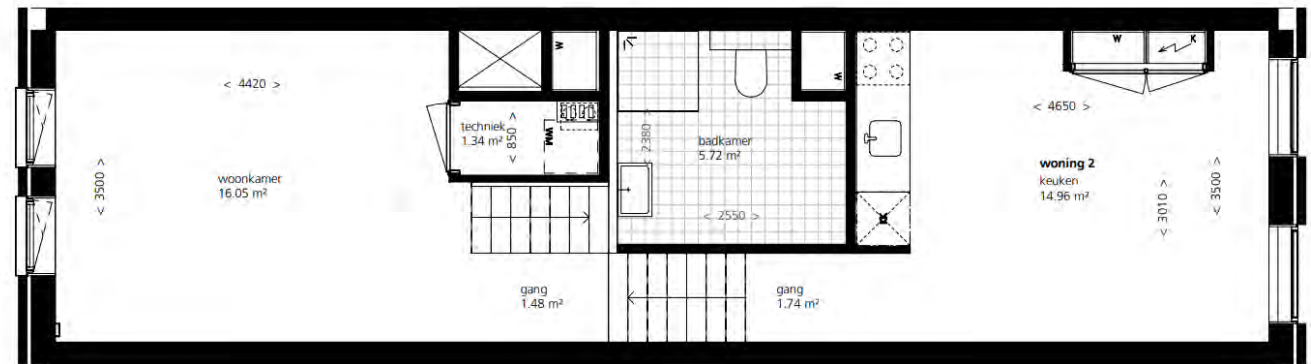 < 4420 >
< 3500 >
woonkamer
16.05 m²
W
techniek
1.34 m²
< 850 >
WM
gang
1.48 m²
< 2380 >
badkamer
5.72 m²
< 2550 >
W
gang
1.74 m²
W
K
< 4650 >
woning 2
keuken
14.96 m²
< 3010 >
< 3500 >